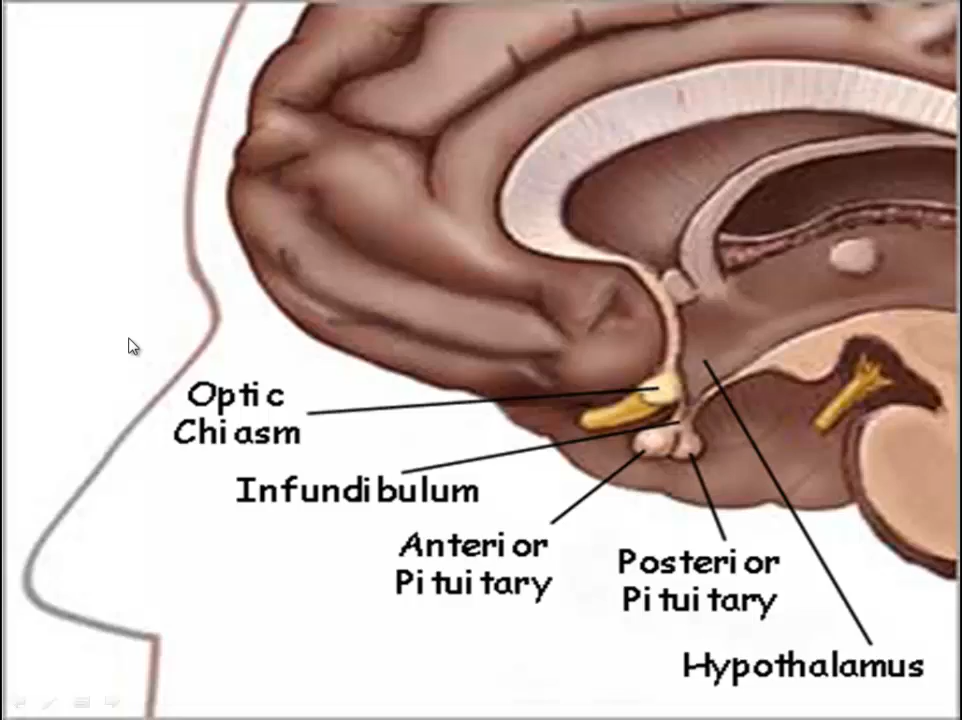 Optic
Chiasm
Infundibulum
Anterior
Pituitary
Posterior
Pituitary
Hypothalamus